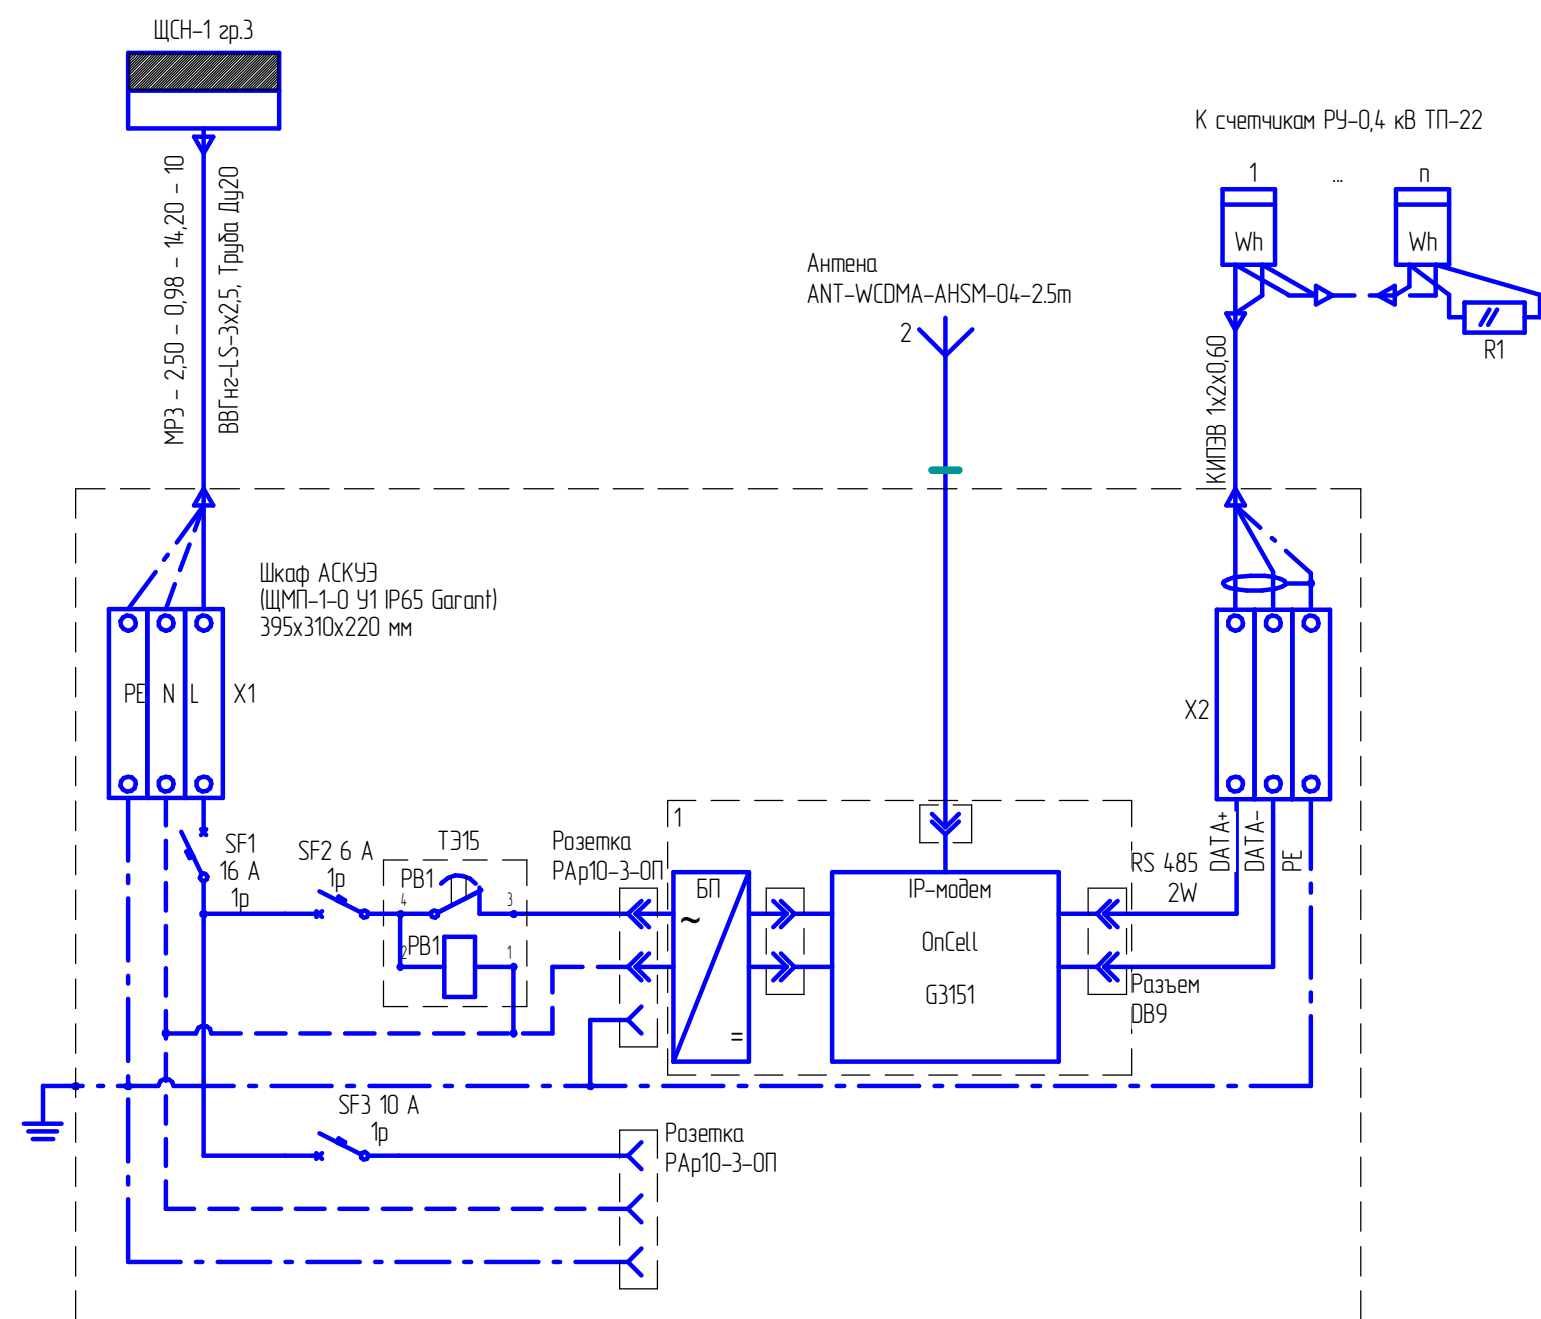 ЩСН-1 гр.3
МРЗ - 2,50 - 0,98 - 14,20 - 10
ВВГнг-LS-3х2,5, Труба Ду20
К счетчикам РУ-0,4 кВ ТП-22
1 ... n
Wh Wh
R1
КИПЭВ 1х2х0,60
Антена
ANT-WCDMA-AHSM-04-2.5m
2
Шкаф АСКУЭ
(ЩМП-1-0 У1 IP65 Garant)
395х310х220 мм
PE N L X1
X2
DATA+
DATA-
PE
SF1
16 А
1р
SF2 6 А
1р
ТЭ15
РВ1
4 3
РВ1
2 1
Розетка
РАр10-3-ОП
1
БП
~
=
IP-модем
OnCell
G3151
RS 485
2W
Разъем
DB9
SF3 10 А
1р
Розетка
РАр10-3-ОП